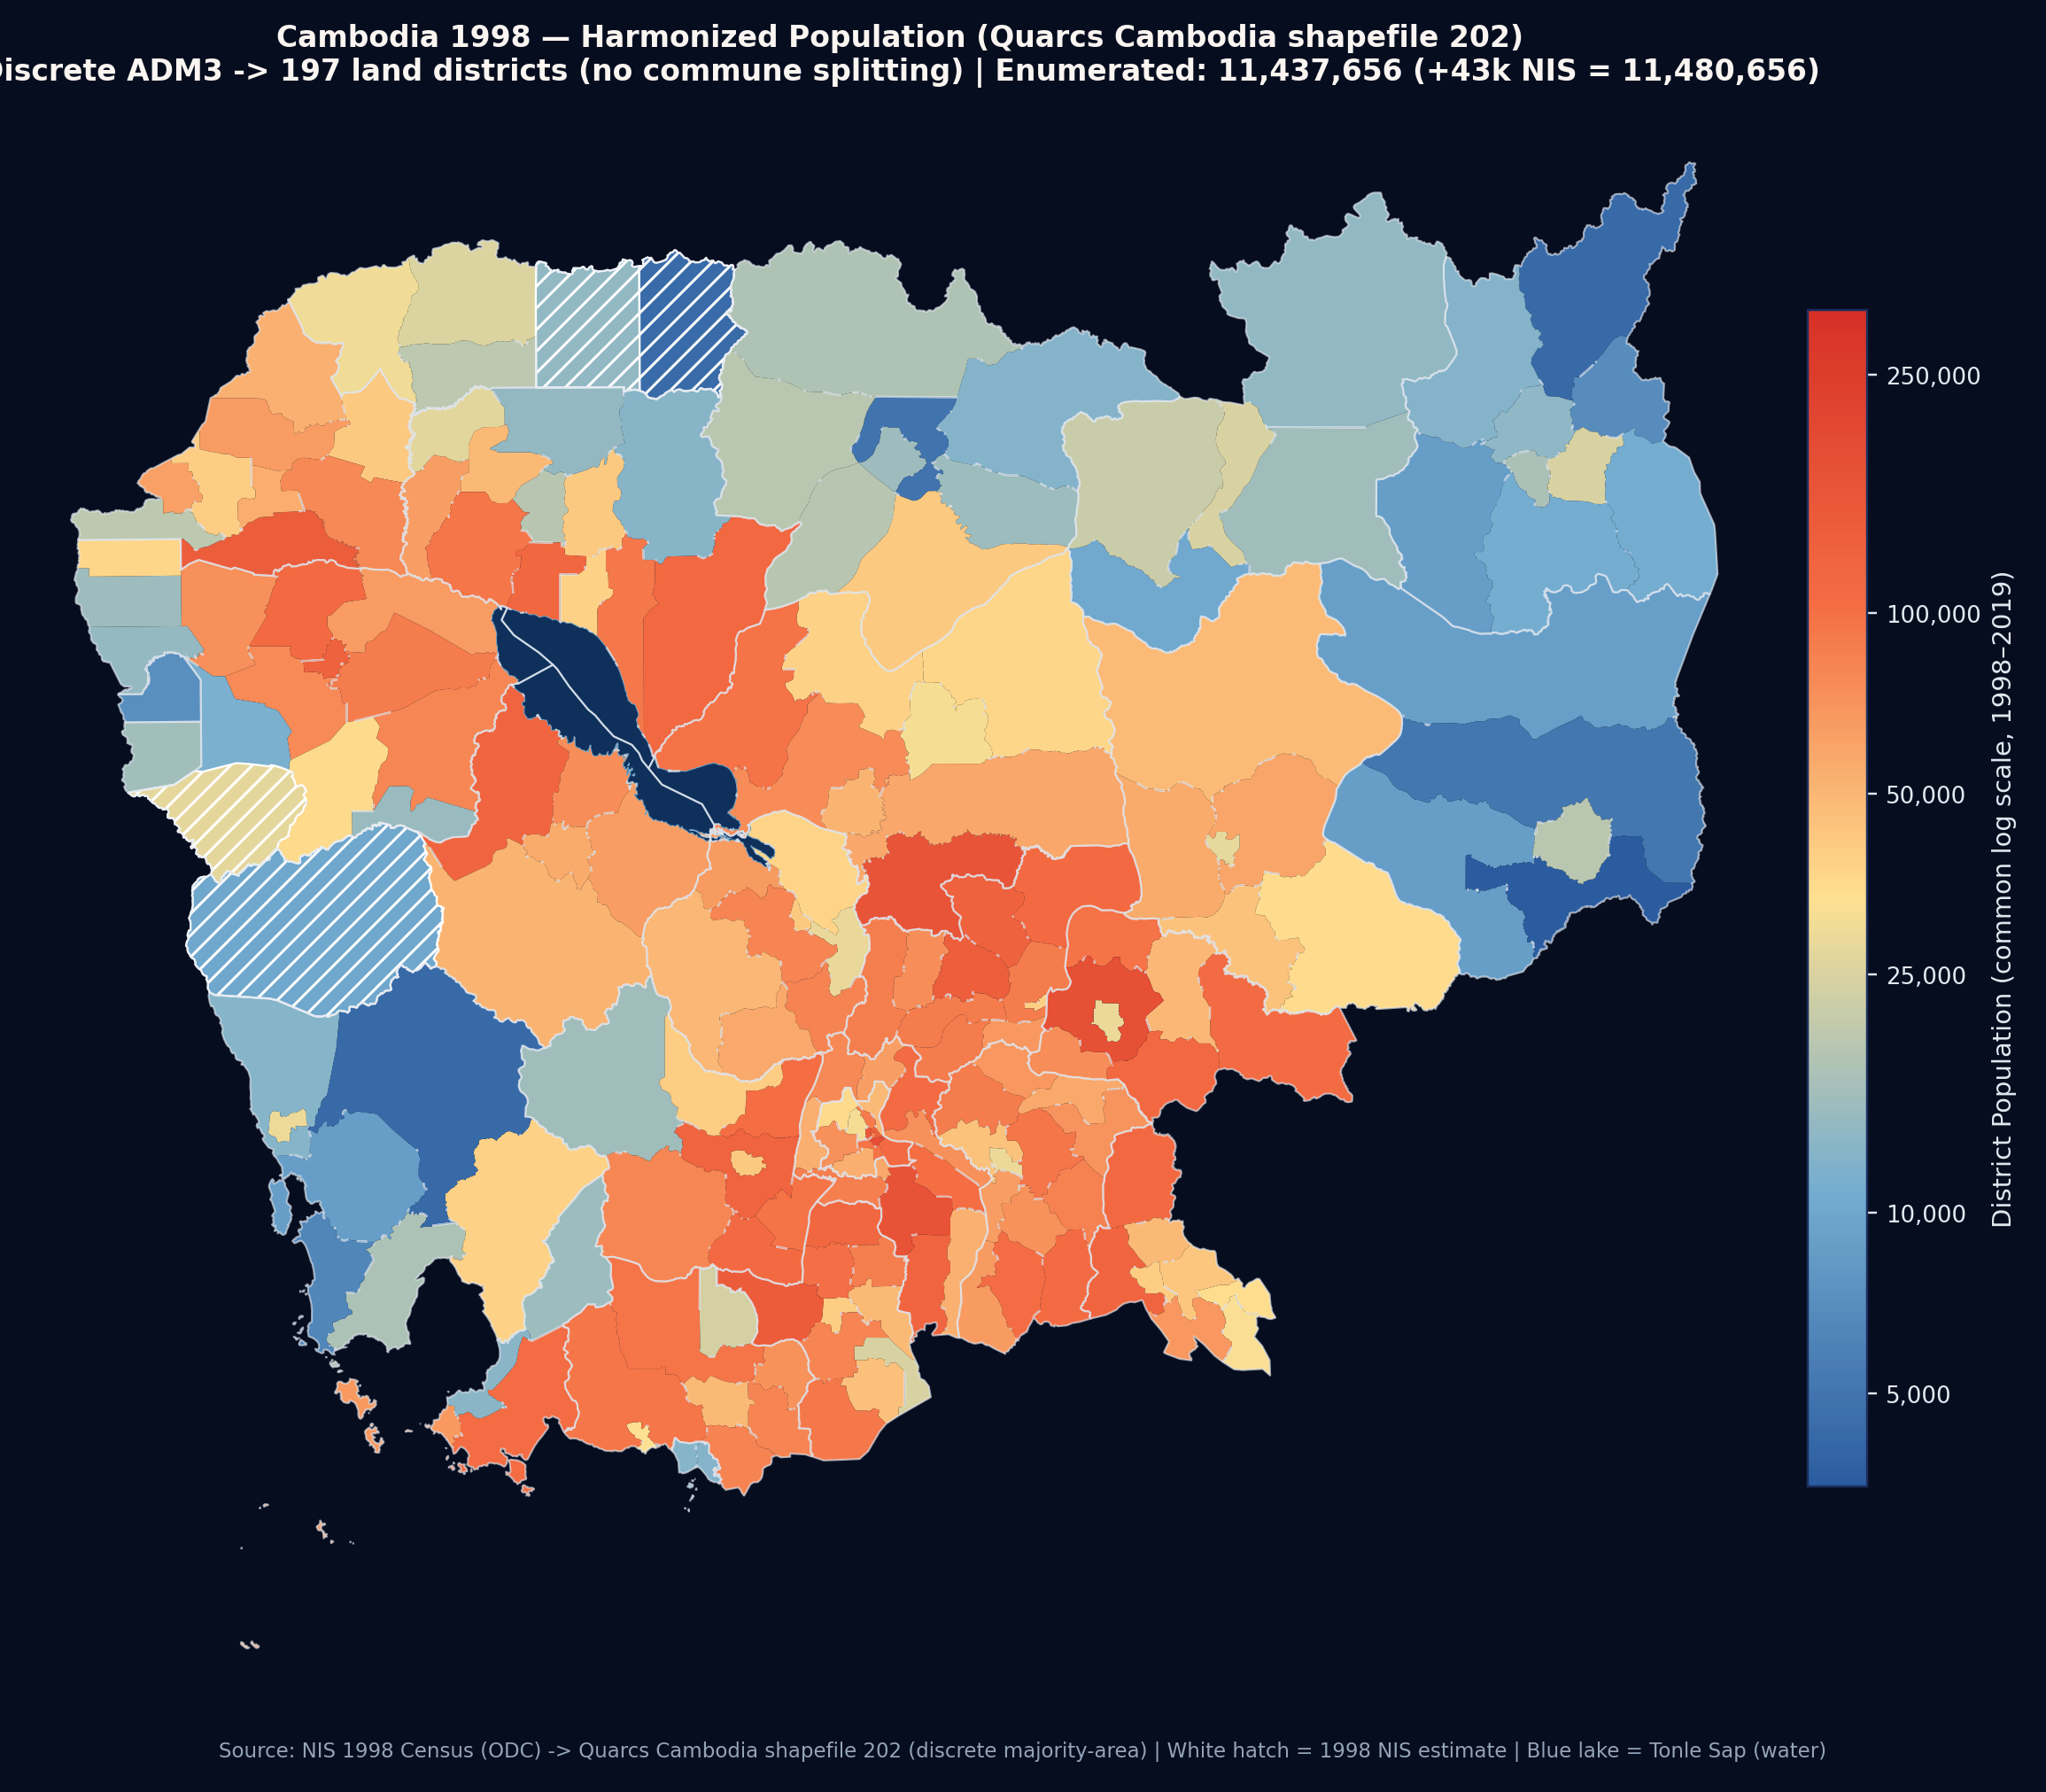 Cambodia 1998 — Harmonized Population (Quarcs Cambodia shapefile 202)
Discrete ADM3 -> 197 land districts (no commune splitting) | Enumerated: 11,437,656 (+43k NIS = 11,480,656)
250,000
100,000
50,000
25,000
10,000
5,000
District Population (common log scale, 1998–2019)
Source: NIS 1998 Census (ODC) -> Quarcs Cambodia shapefile 202 (discrete majority-area) | White hatch = 1998 NIS estimate | Blue lake = Tonle Sap (water)